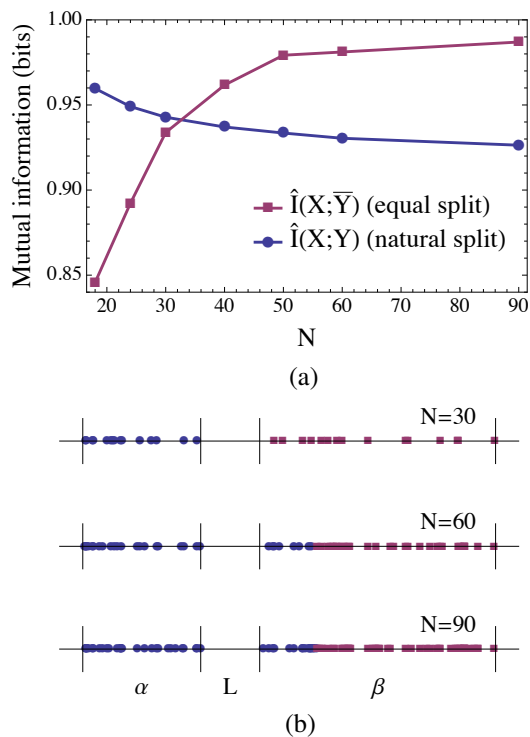 Mutual information (bits)
1.00
0.95
0.90
0.85
Î(X;Y̅) (equal split)
Î(X;Y) (natural split)
20 30 40 50 60 70 80 90
N
(a)
N=30
N=60
N=90
α L β
(b)